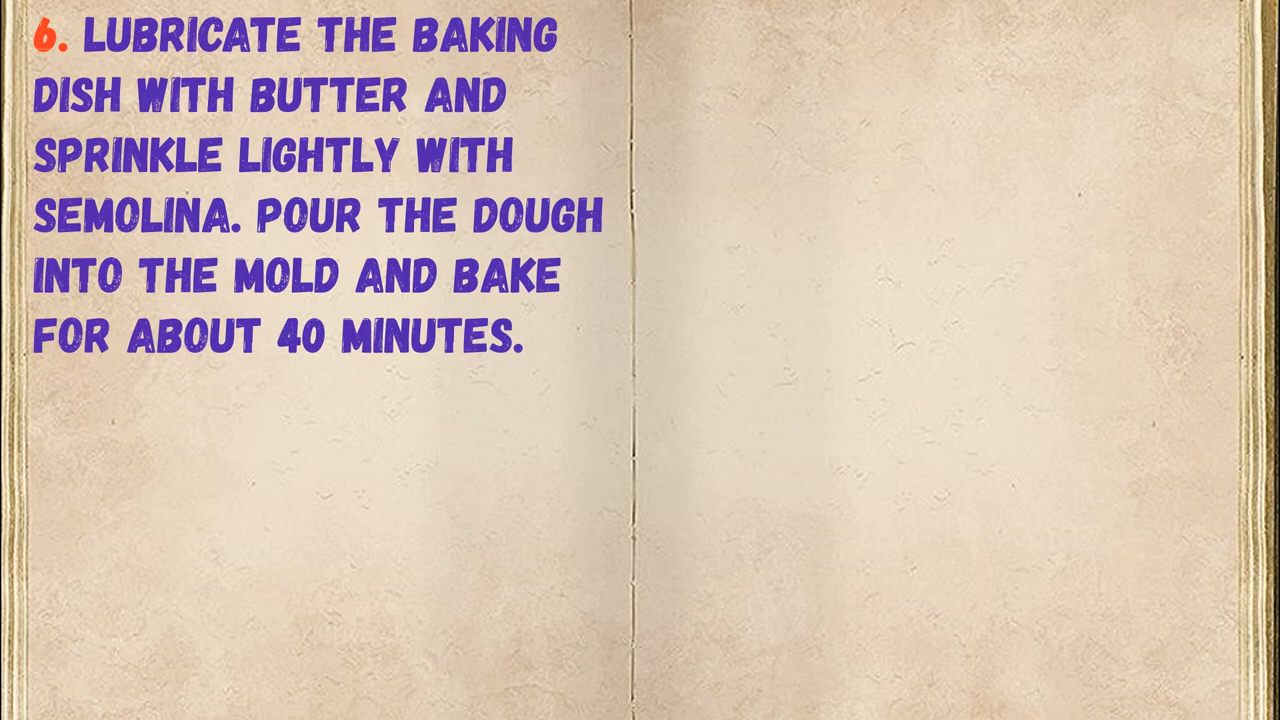 6. LUBRICATE THE BAKING
DISH WITH BUTTER AND
SPRINKLE LIGHTLY WITH
SEMOLINA. POUR THE DOUGH
INTO THE MOLD AND BAKE
FOR ABOUT 40 MINUTES.